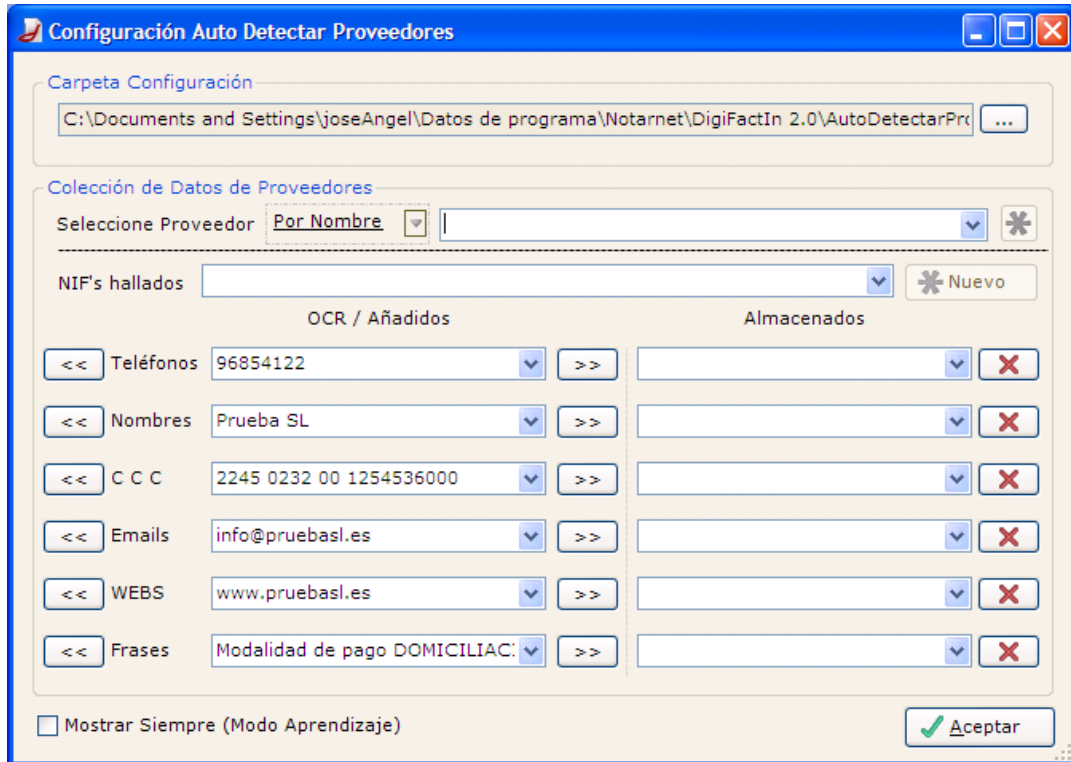 Configuración Auto Detectar Proveedores
Carpeta Configuración
C:\Documents and Settings\joseAngel\Datos de programa\Notarnet\DigiFactIn 2.0\AutoDetectarPro ...
Colección de Datos de Proveedores
Seleccione Proveedor Por Nombre
NIF's hallados Nuevo
OCR / Añadidos Almacenados
<< Teléfonos 96854122 >>
<< Nombres Prueba SL >>
<< C C C 2245 0232 00 1254536000 >>
<< Emails info@pruebasl.es >>
<< WEBS www.pruebasl.es >>
<< Frases Modalidad de pago DOMICILIAC >>
Mostrar Siempre (Modo Aprendizaje) Aceptar